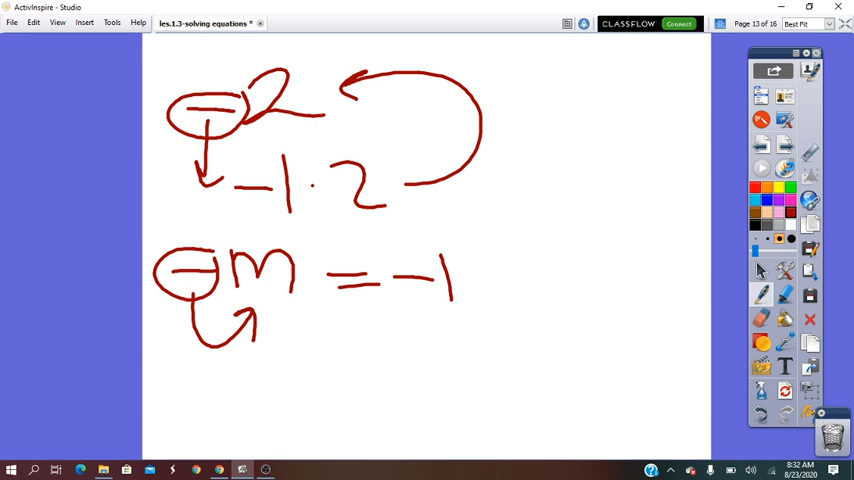 ActivInspire - Studio
File Edit View Insert Tools Help
les.1.3-solving equations *
CLASSFLOW Connect
Page 13 of 16
Best Fit
-2
-1 · 2
-m = -1
T
8:32 AM
8/23/2020